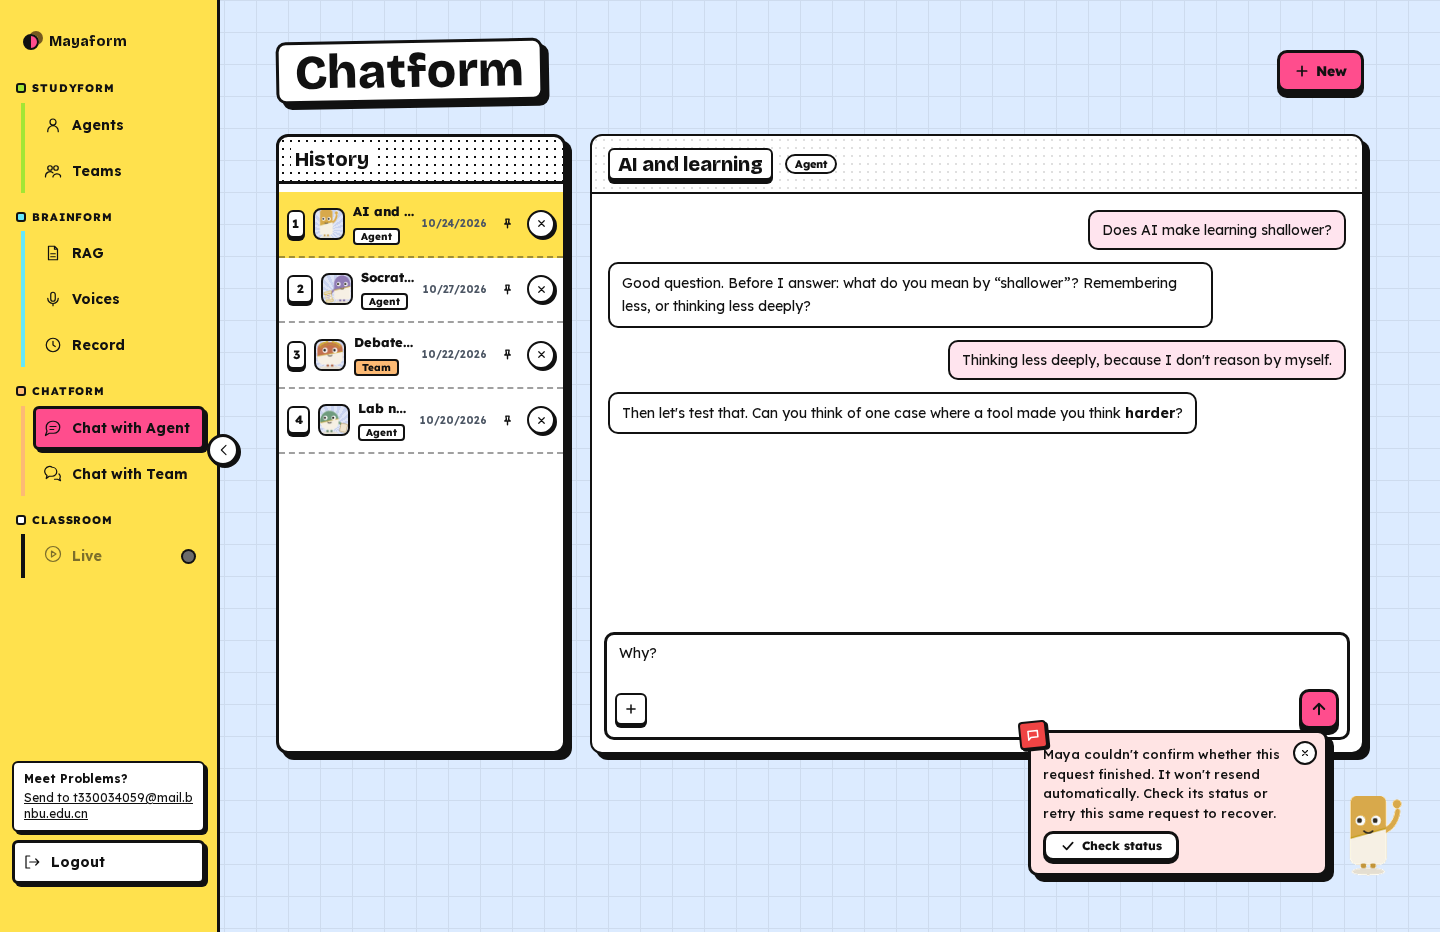 Mayaform
STUDYFORM
Agents
Teams
BRAINFORM
RAG
Voices
Record
CHATFORM
Chat with Agent
Chat with Team
CLASSROOM
Live
Meet Problems?
Send to t330034059@mail.b
nbu.edu.cn
Logout
Chatform
New
History
1
AI and ...
Agent
10/24/2026
2
Socrat...
Agent
10/27/2026
3
Debate...
Team
10/22/2026
4
Lab n...
Agent
10/20/2026
AI and learning
Agent
Does AI make learning shallower?
Good question. Before I answer: what do you mean by “shallower”? Remembering
less, or thinking less deeply?
Thinking less deeply, because I don't reason by myself.
Then let's test that. Can you think of one case where a tool made you think harder?
Why?
Maya couldn't confirm whether this
request finished. It won't resend
automatically. Check its status or
retry this same request to recover.
Check status